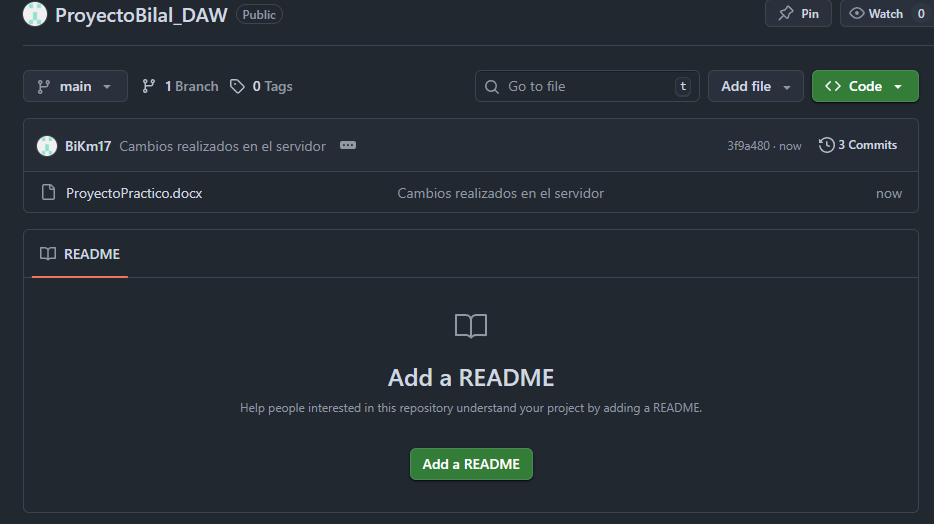 ProyectoBilal_DAW Public Pin Watch 0
main 1 Branch 0 Tags Go to file t Add file Code
BiKm17 Cambios realizados en el servidor 3f9a480 · now 3 Commits
ProyectoPractico.docx Cambios realizados en el servidor now
README
Add a README
Help people interested in this repository understand your project by adding a README.
Add a README